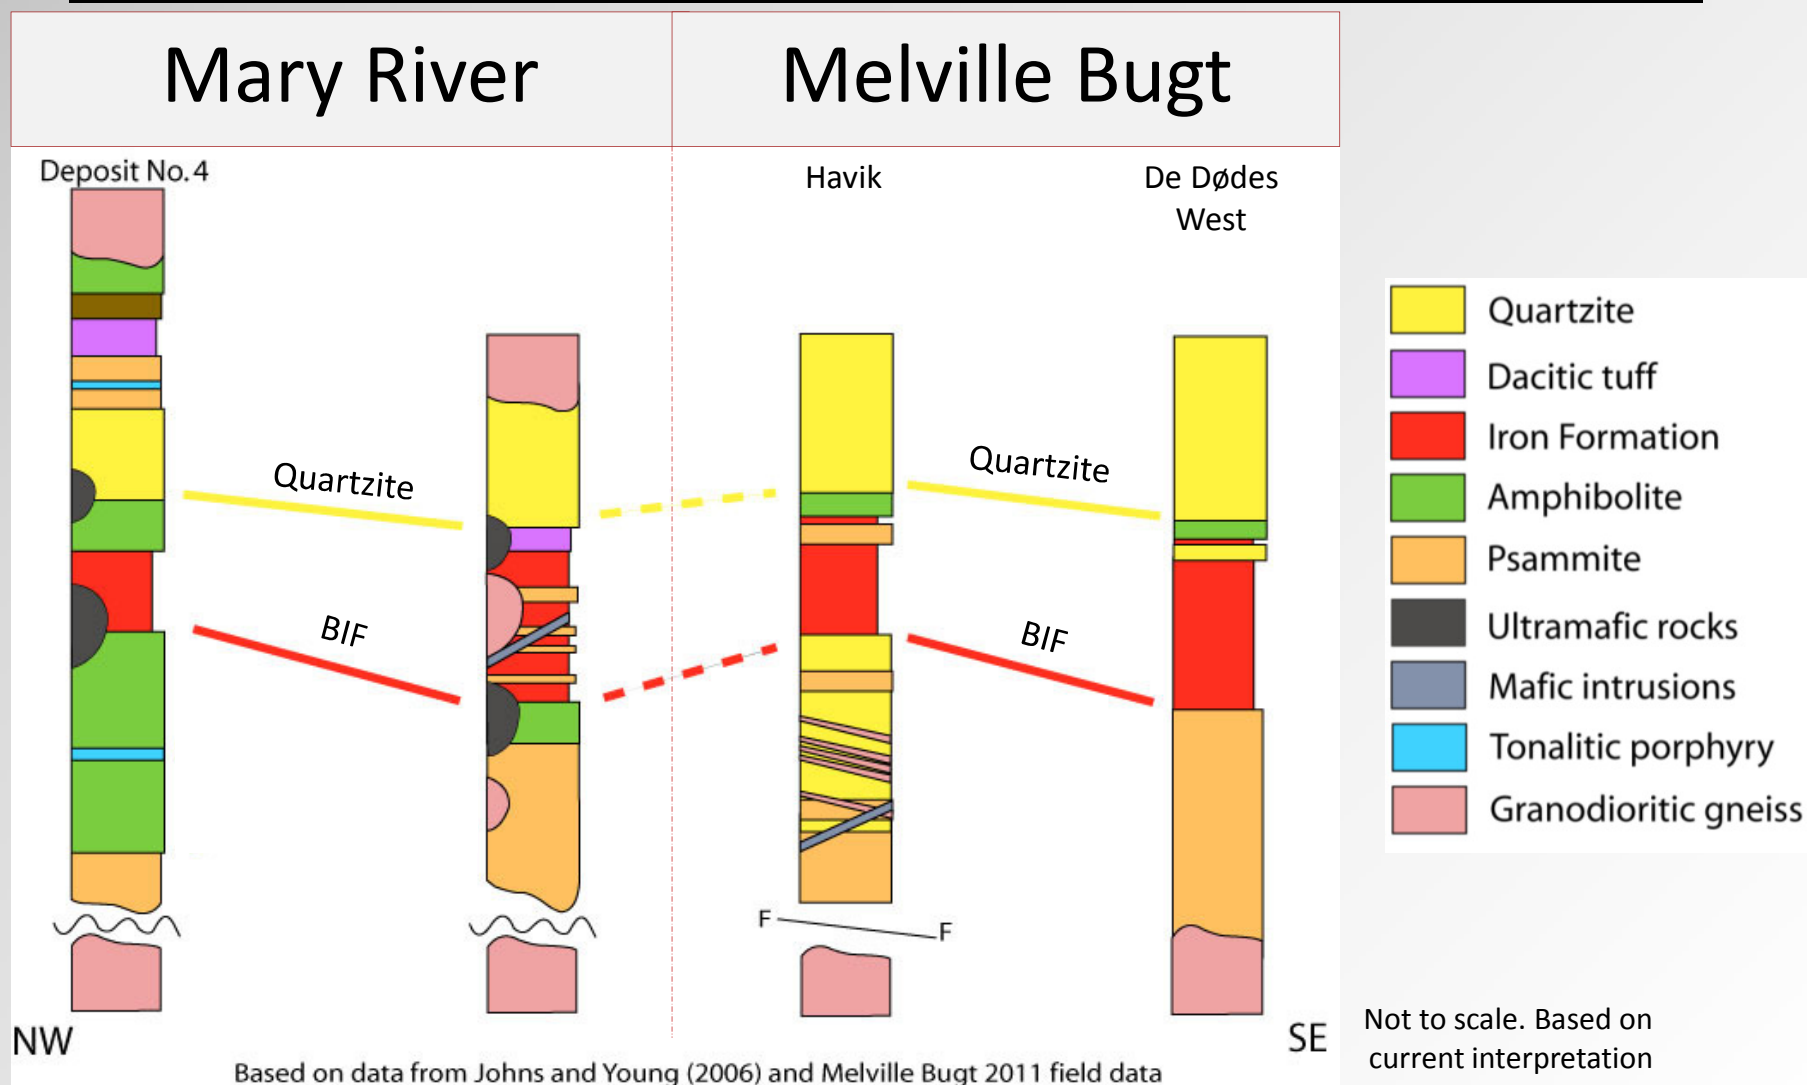 Mary River
Melville Bugt
Deposit No. 4
Havik
De Dødes
West
Quartzite
Quartzite
BIF
BIF
F
F
NW
SE
Based on data from Johns and Young (2006) and Melville Bugt 2011 field data
Quartzite
Dacitic tuff
Iron Formation
Amphibolite
Psammite
Ultramafic rocks
Mafic intrusions
Tonalitic porphyry
Granodioritic gneiss
Not to scale. Based on
current interpretation